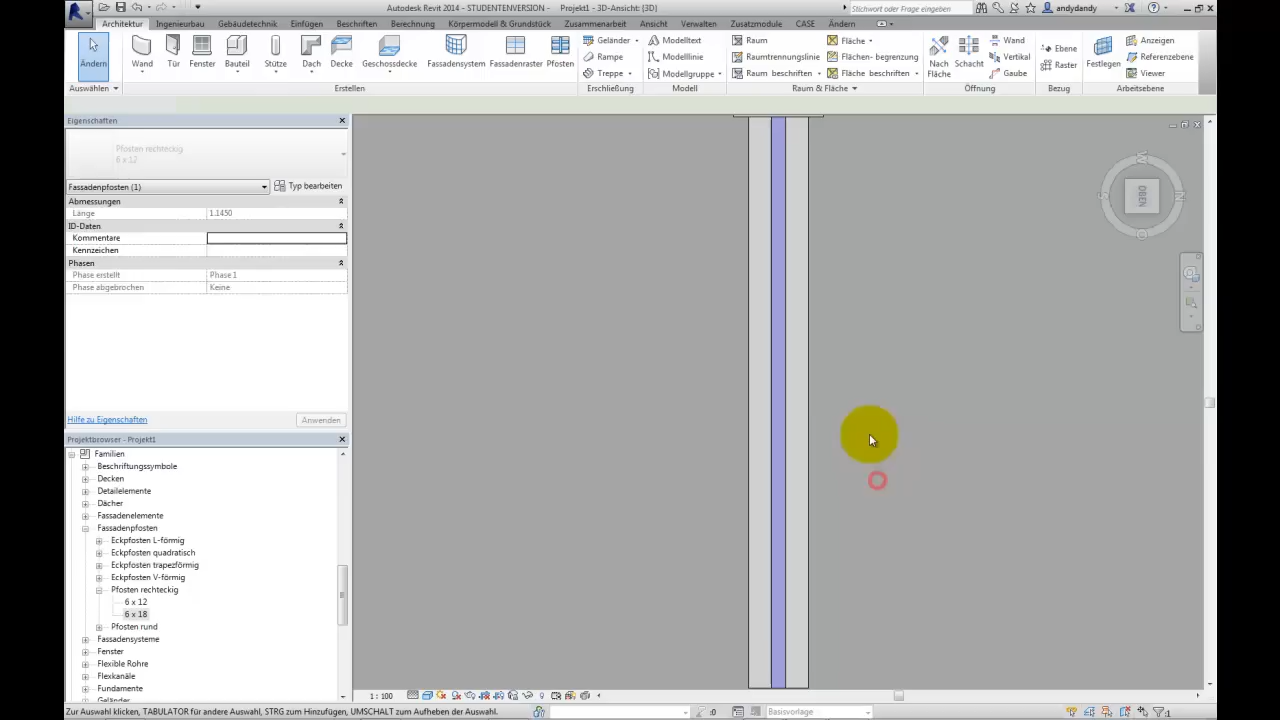 Autodesk Revit 2014 - STUDENTENVERSION - Projekt1 - 3D-Ansicht: {3D}
Stichwort oder Frage eingeben
andydandy
Architektur Ingenieurbau Gebäudetechnik Einfügen Beschriften Berechnung Körpermodell & Grundstück Zusammenarbeit Ansicht Verwalten Zusatzmodule CASE Ändern
Ändern
Wand
Tür
Fenster
Bauteil
Stütze
Dach
Decke
Geschossdecke
Fassadensystem
Fassadenraster
Pfosten
Geländer
Rampe
Treppe
Modelltext
Modelllinie
Modellgruppe
Raum
Raumtrennungslinie
Raum beschriften
Fläche
Flächen- begrenzung
Fläche beschriften
Nach Fläche
Schacht
Wand
Vertikal
Gaube
Ebene
Raster
Festlegen
Anzeigen
Referenzebene
Viewer
Auswählen
Erstellen
Erschließung
Modell
Raum & Fläche
Öffnung
Bezug
Arbeitsebene
Eigenschaften
Pfosten rechteckig
6 x 12
Fassadenpfosten (1)
Typ bearbeiten
Abmessungen
Länge 1.1450
ID-Daten
Kommentare
Kennzeichen
Phasen
Phase erstellt Phase 1
Phase abgebrochen Keine
Hilfe zu Eigenschaften
Anwenden
Projektbrowser - Projekt1
Familien
Beschriftungssymbole
Decken
Detailelemente
Dächer
Fassadenelemente
Fassadenpfosten
Eckpfosten L-förmig
Eckpfosten quadratisch
Eckpfosten trapezförmig
Eckpfosten V-förmig
Pfosten rechteckig
6 x 12
6 x 18
Pfosten rund
Fassadensysteme
Fenster
Flexible Rohre
Flexkanäle
Fundamente
Geländer
OBEN
W
N
O
S
1 : 100
Zur Auswahl klicken, TABULATOR für andere Auswahl, STRG zum Hinzufügen, UMSCHALT zum Aufheben der Auswahl.
:0
Basisvorlage
:1